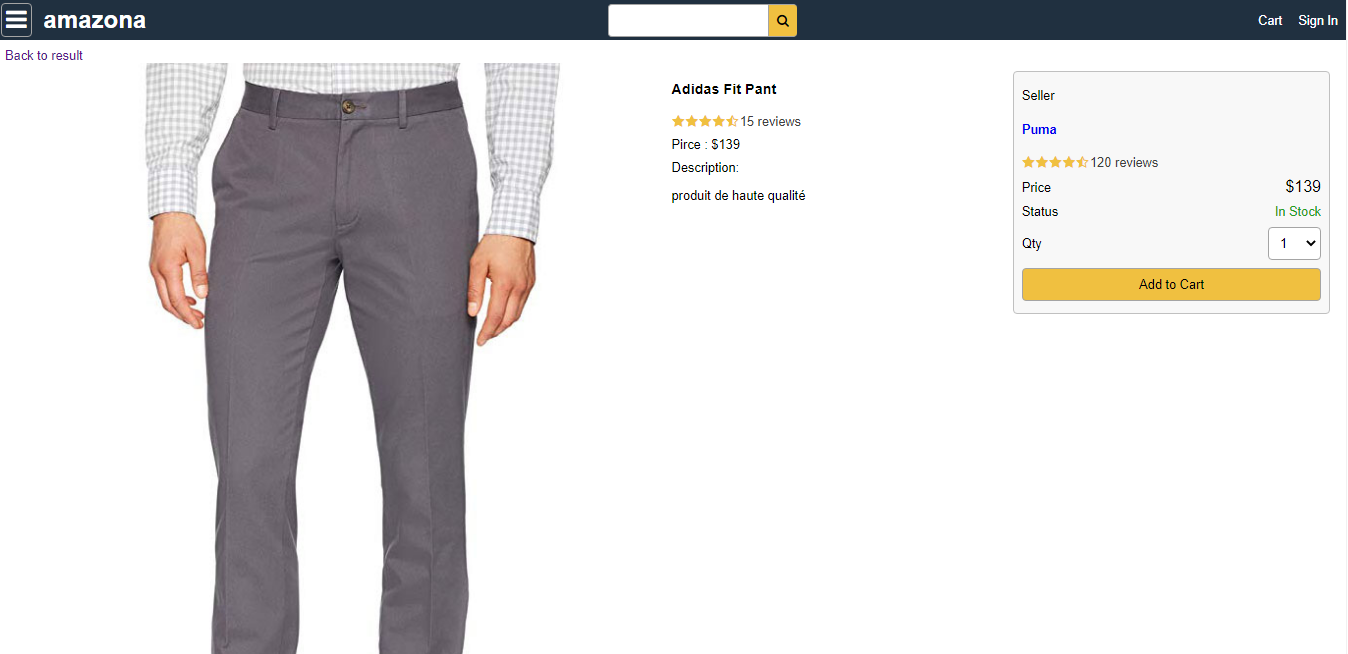 amazona
Cart Sign In
Back to result
Adidas Fit Pant
15 reviews
Pirce : $139
Description:
produit de haute qualité
Seller
Puma
120 reviews
Price $139
Status In Stock
Qty 1
Add to Cart